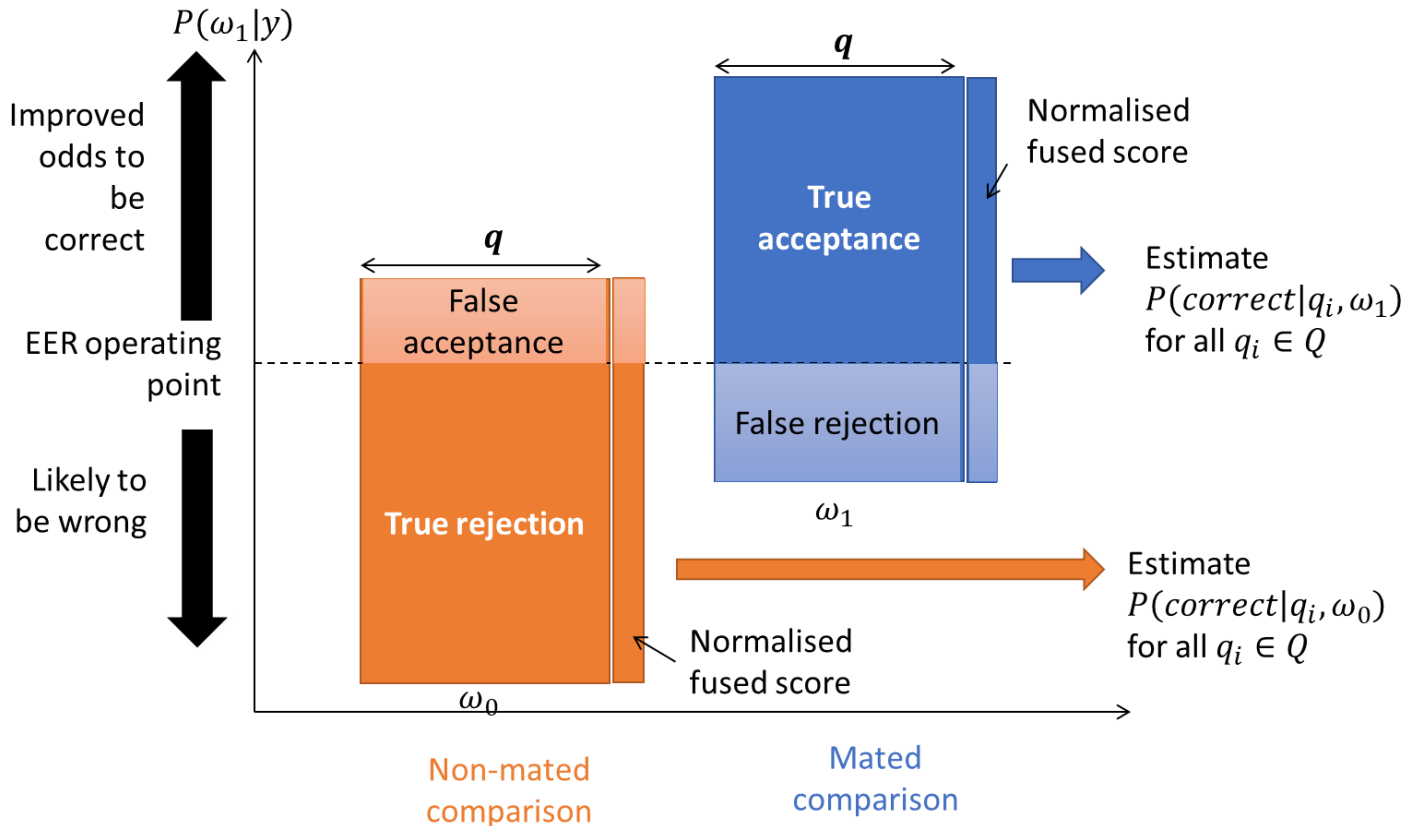 P(ω₁|y)
Improved
odds to
be
correct
EER operating
point
Likely to
be wrong
q
False
acceptance
True rejection
ω₀
Normalised
fused score
Non-mated
comparison
q
True
acceptance
False rejection
ω₁
Normalised
fused score
Mated
comparison
Estimate
P(correct|qᵢ, ω₁)
for all qᵢ ∈ Q
Estimate
P(correct|qᵢ, ω₀)
for all qᵢ ∈ Q